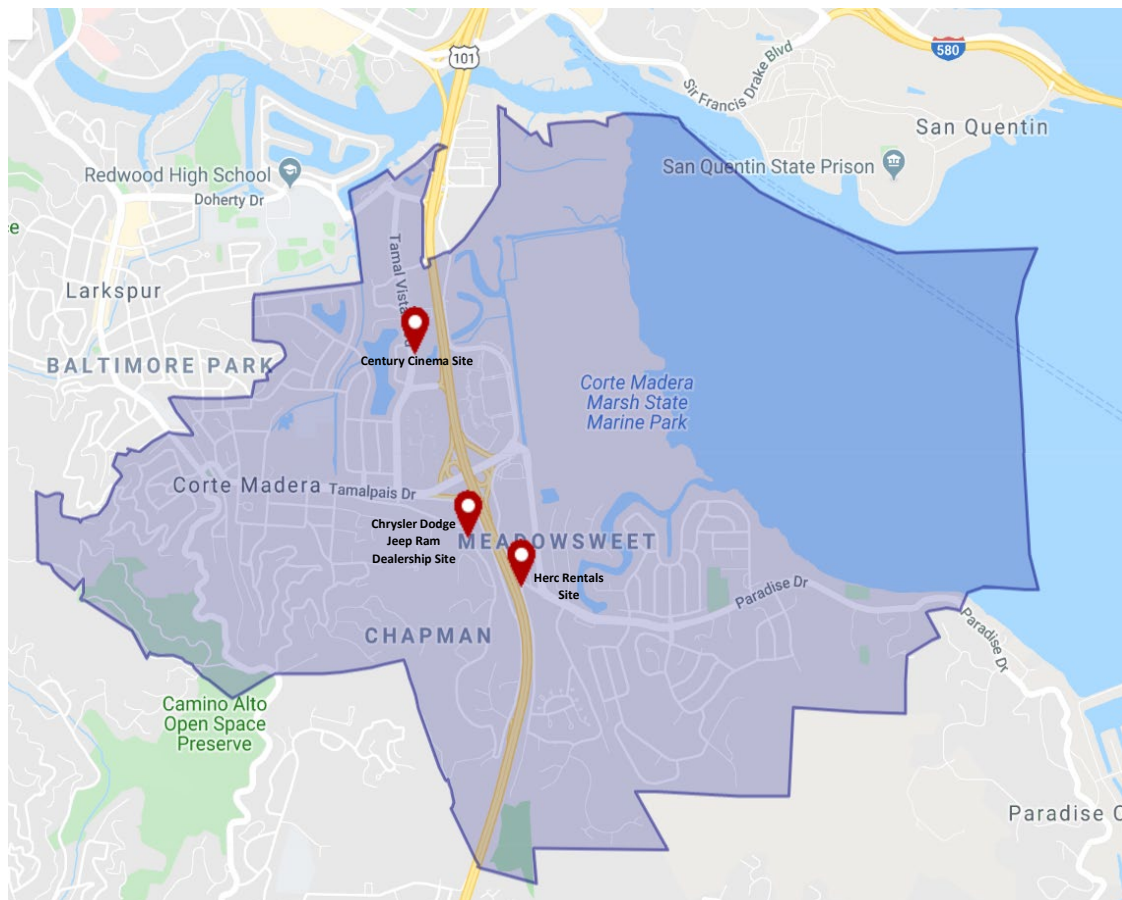 101
580
Sir Francis Drake Blvd
San Quentin
San Quentin State Prison
Redwood High School
Doherty Dr
Tamal Vista
Larkspur
Century Cinema Site
BALTIMORE PARK
Corte Madera
Marsh State
Marine Park
Corte Madera
Tamalpais Dr
Chrysler Dodge
Jeep Ram
Dealership Site
MEADOWSWEET
Herc Rentals
Site
Paradise Dr
CHAPMAN
Paradise Dr
Camino Alto
Open Space
Preserve
Paradise C